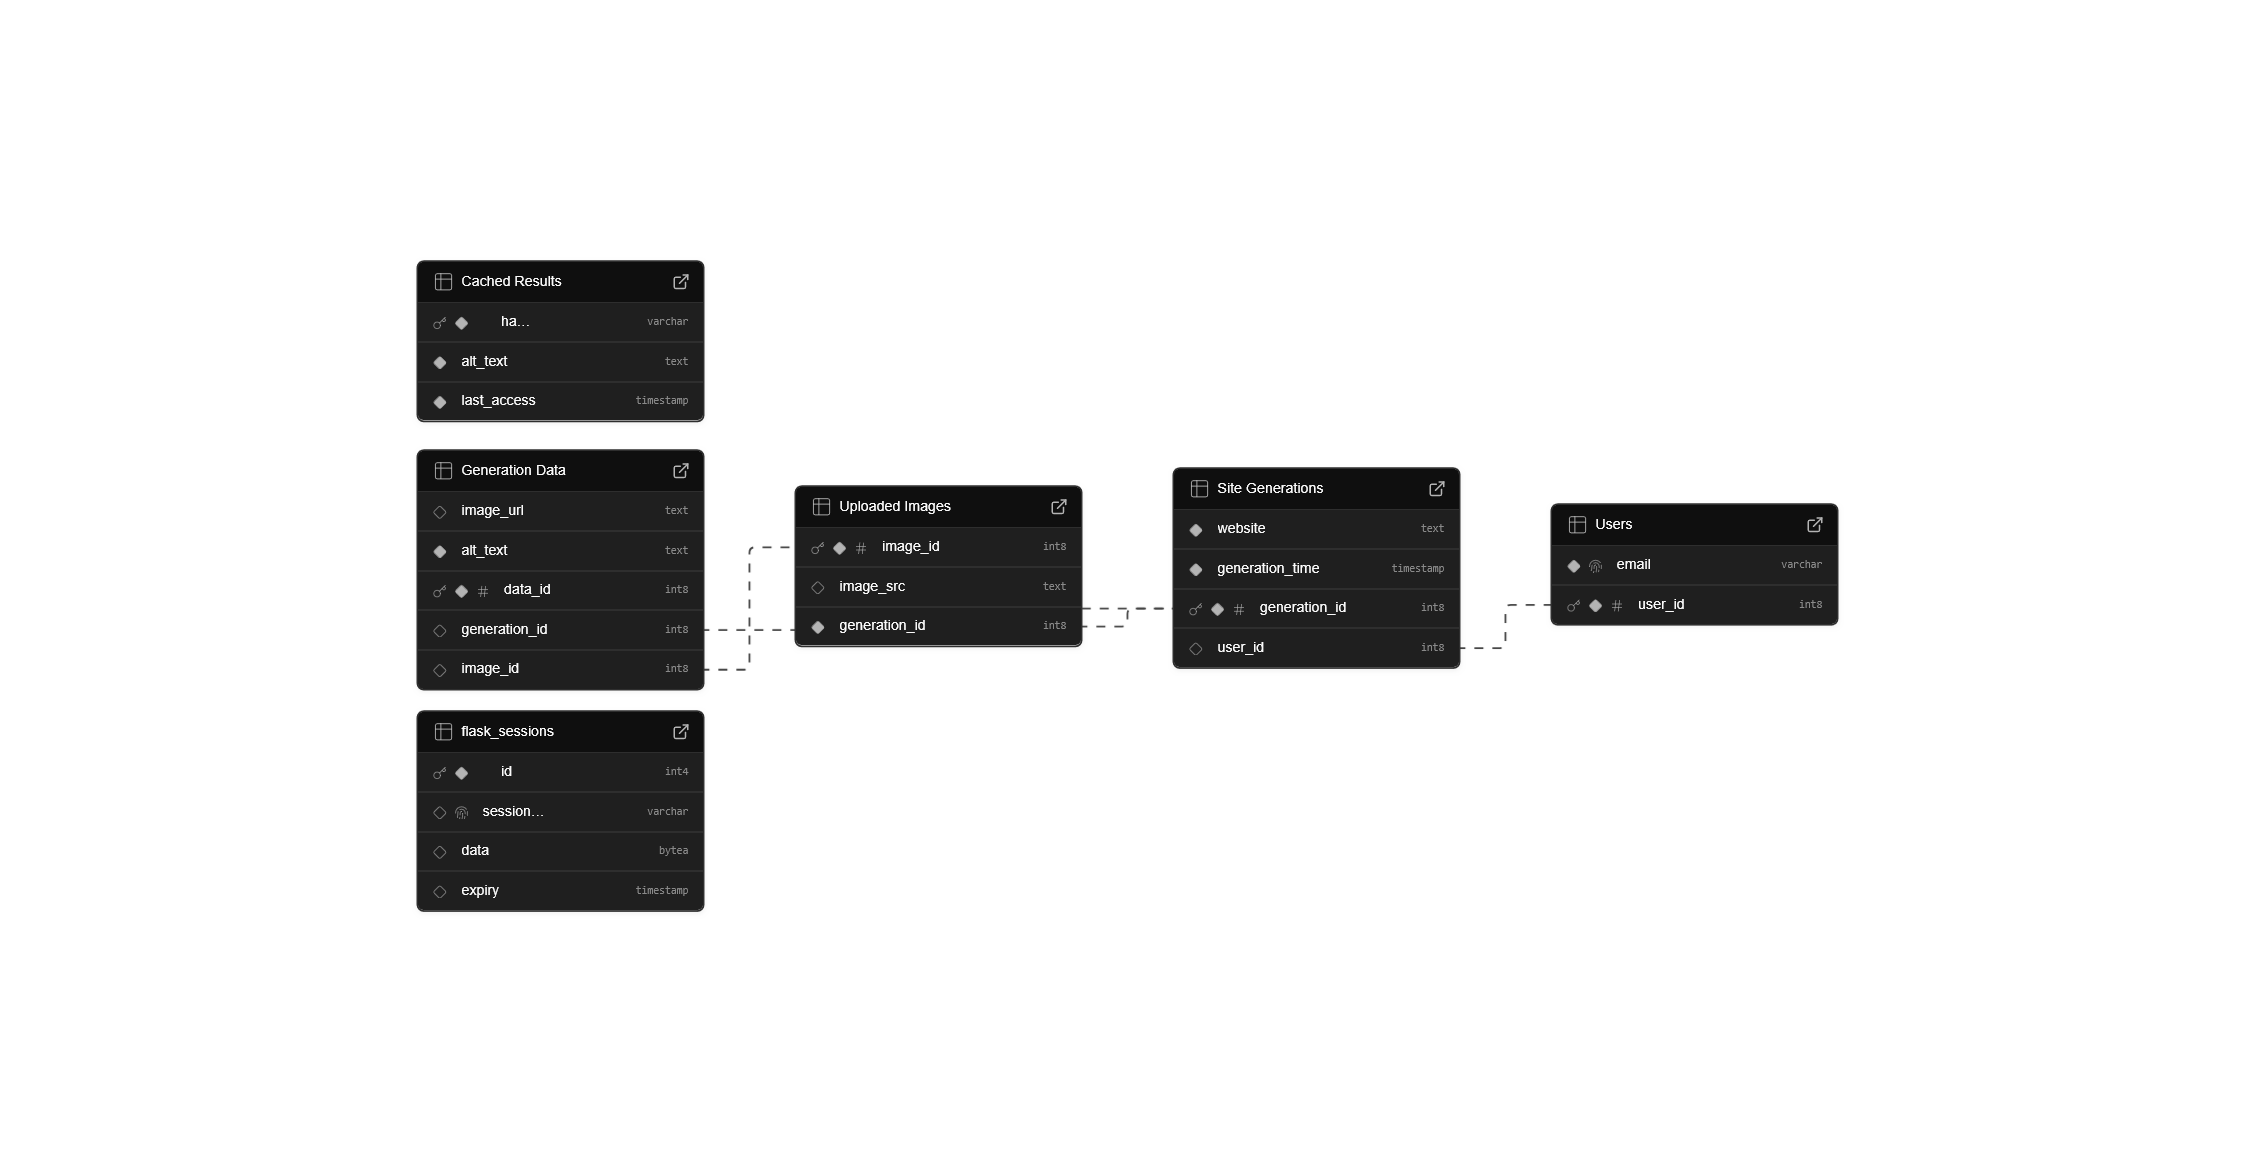 Cached Results
ha... varchar
alt_text text
last_access timestamp
Generation Data
image_url text
alt_text text
data_id int8
generation_id int8
image_id int8
flask_sessions
id int4
session... varchar
data bytea
expiry timestamp
Uploaded Images
image_id int8
image_src text
generation_id int8
Site Generations
website text
generation_time timestamp
generation_id int8
user_id int8
Users
email varchar
user_id int8